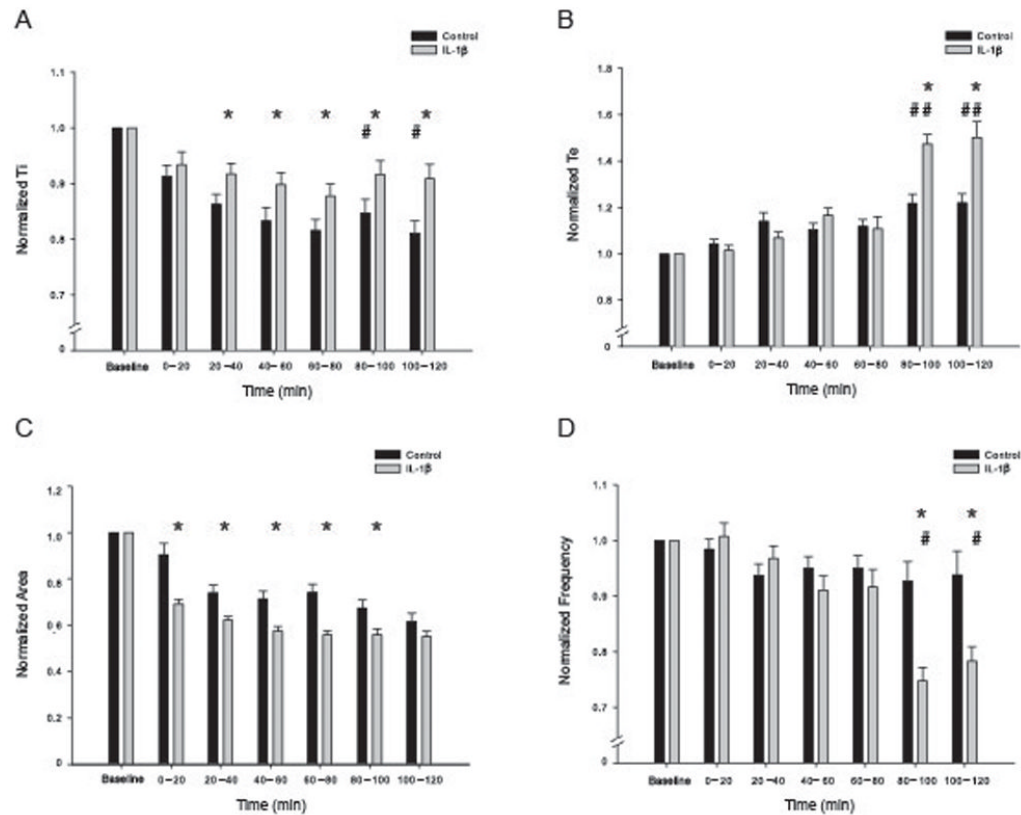 A
Control
IL-1β
1.1
1.0
0.9
0.8
0.7
0
Normalized Ti
* * * * *
# #
Baseline 0–20 20–40 40–60 60–80 80–100 100–120
Time (min)
B
Control
IL-1β
1.8
1.6
1.4
1.2
1.0
0.8
0
Normalized Te
* *
## ##
Baseline 0–20 20–40 40–60 60–80 80–100 100–120
Time (min)
C
Control
IL-1β
1.2
1.0
0.8
0.6
0.4
0.2
0
Normalized Area
* * * * *
Baseline 0–20 20–40 40–60 60–80 80–100 100–120
Time (min)
D
Control
IL-1β
1.1
1.0
0.9
0.8
0.7
0
Normalized Frequency
* *
# #
Baseline 0–20 20–40 40–60 60–80 80–100 100–120
Time (min)